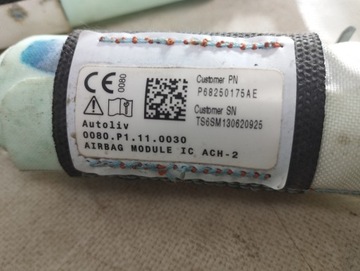 CE 0080
Customer PN
P68250175AE
Customer SN
TS6SM130620925
Autoliv
0080.P1.11.0030
AIRBAG MODULE IC ACH-2